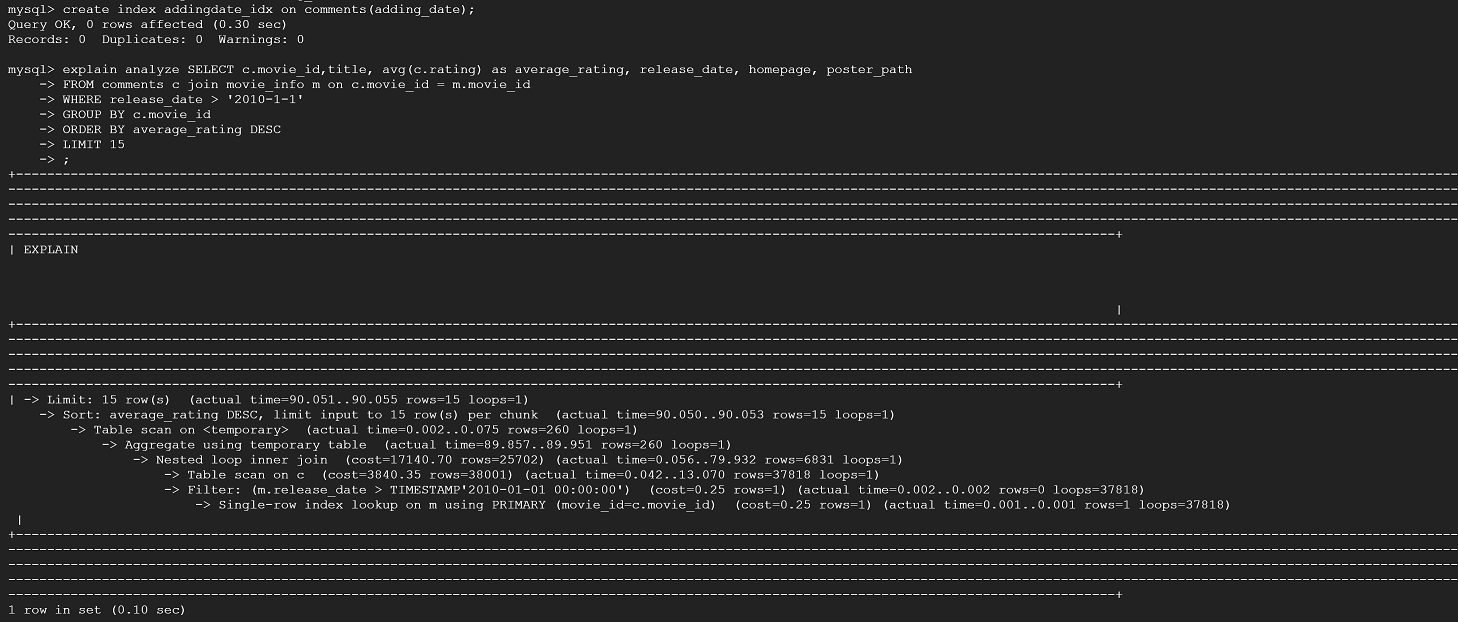 mysql> create index addingdate_idx on comments(adding_date);
Query OK, 0 rows affected (0.30 sec)
Records: 0  Duplicates: 0  Warnings: 0
mysql> explain analyze SELECT c.movie_id,title, avg(c.rating) as average_rating, release_date, homepage, poster_path
    -> FROM comments c join movie_info m on c.movie_id = m.movie_id
    -> WHERE release_date > '2010-1-1'
    -> GROUP BY c.movie_id
    -> ORDER BY average_rating DESC
    -> LIMIT 15
    -> ;
| EXPLAIN
|
| -> Limit: 15 row(s)  (actual time=90.051..90.055 rows=15 loops=1)
    -> Sort: average_rating DESC, limit input to 15 row(s) per chunk  (actual time=90.050..90.053 rows=15 loops=1)
        -> Table scan on <temporary>  (actual time=0.002..0.075 rows=260 loops=1)
            -> Aggregate using temporary table  (actual time=89.857..89.951 rows=260 loops=1)
                -> Nested loop inner join  (cost=17140.70 rows=25702) (actual time=0.056..79.932 rows=6831 loops=1)
                    -> Table scan on c  (cost=3840.35 rows=38001) (actual time=0.042..13.070 rows=37818 loops=1)
                    -> Filter: (m.release_date > TIMESTAMP'2010-01-01 00:00:00')  (cost=0.25 rows=1) (actual time=0.002..0.002 rows=0 loops=37818)
                        -> Single-row index lookup on m using PRIMARY (movie_id=c.movie_id)  (cost=0.25 rows=1) (actual time=0.001..0.001 rows=1 loops=37818)
 |
1 row in set (0.10 sec)